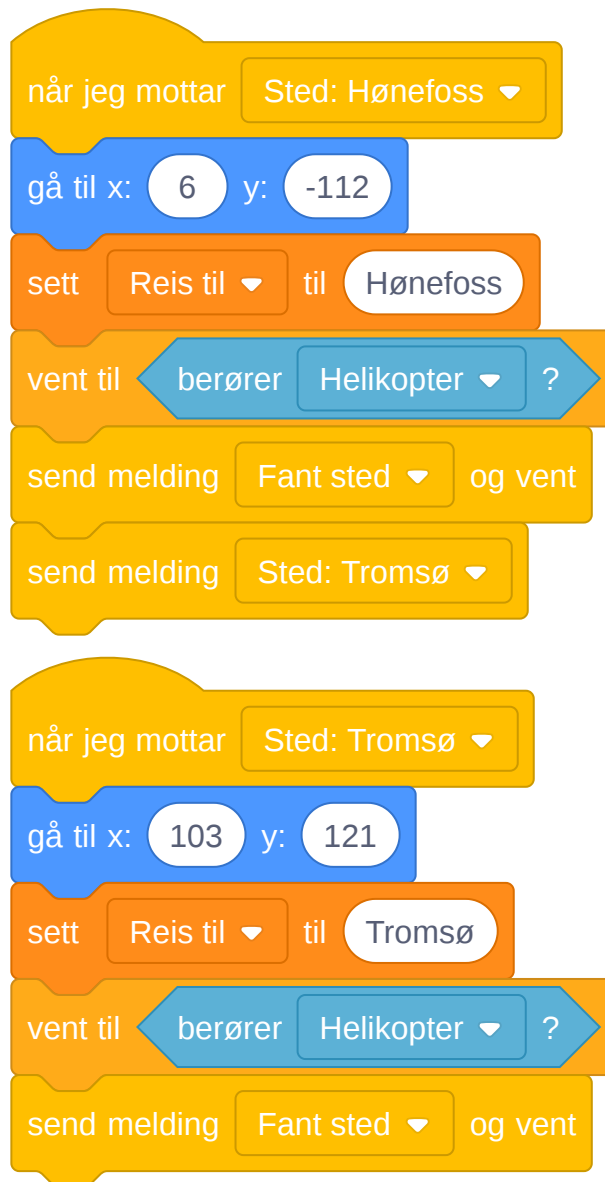 når jeg mottar Sted: Hønefoss
gå til x: 6 y: -112
sett Reis til til Hønefoss
vent til berører Helikopter ?
send melding Fant sted og vent
send melding Sted: Tromsø
når jeg mottar Sted: Tromsø
gå til x: 103 y: 121
sett Reis til til Tromsø
vent til berører Helikopter ?
send melding Fant sted og vent